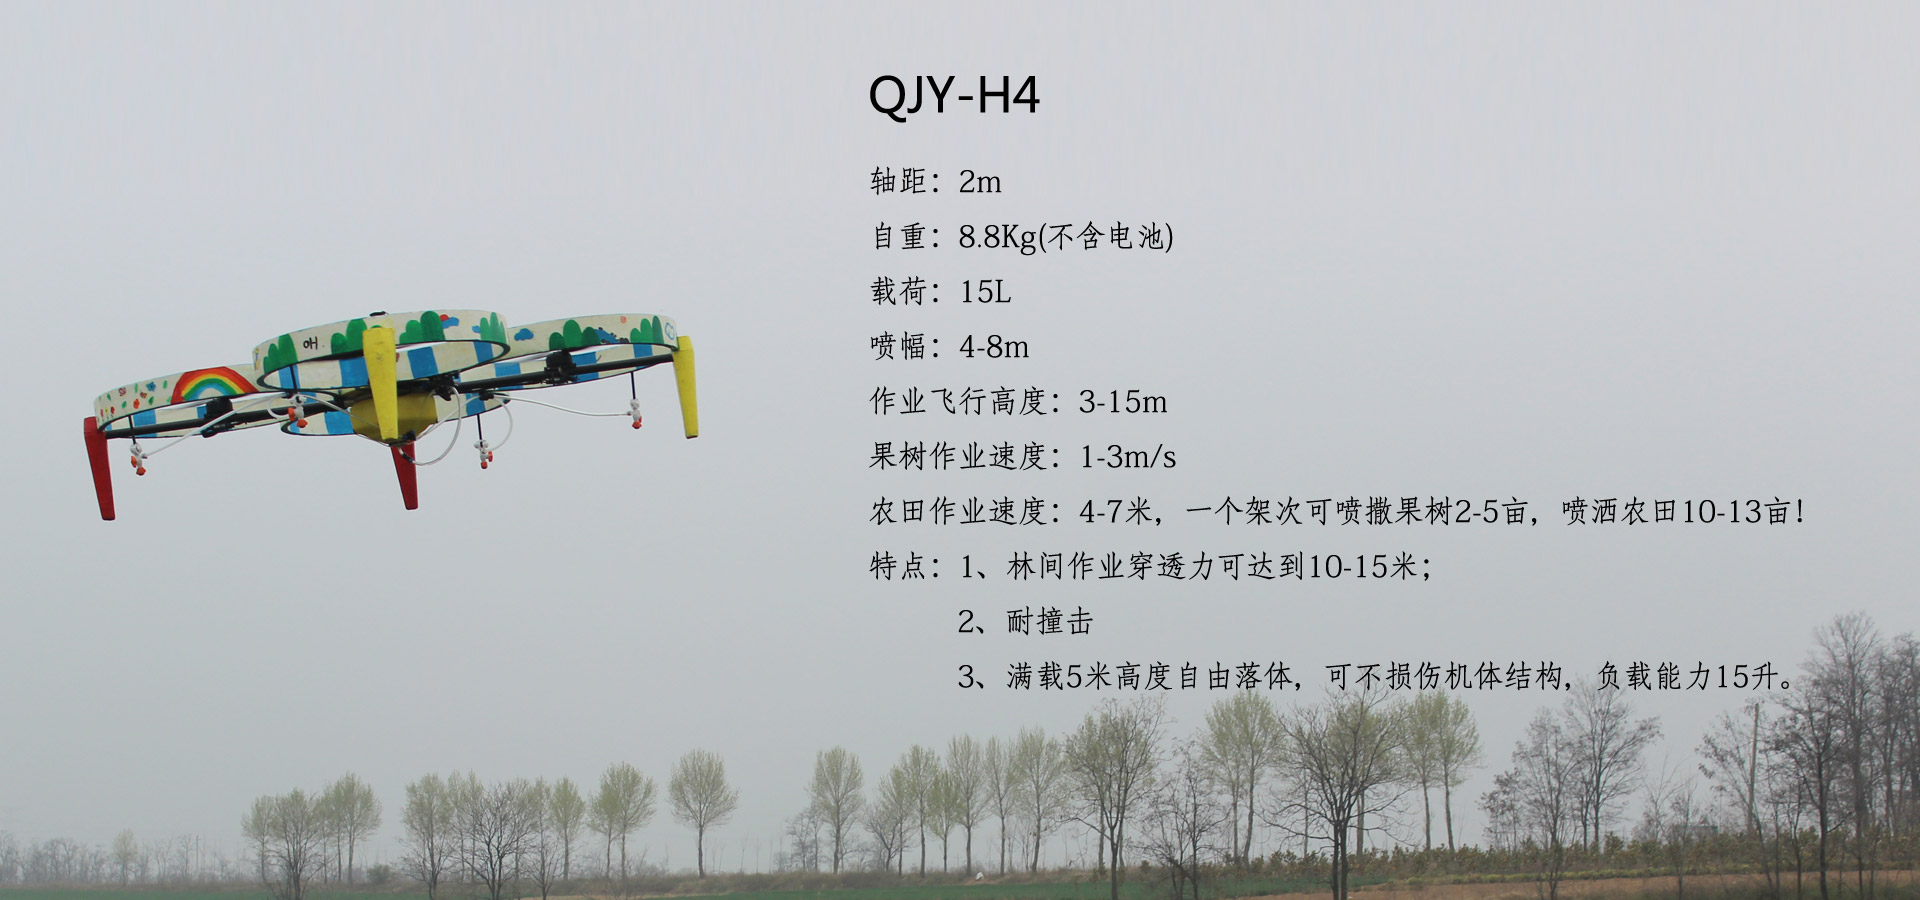 QJY-H4
轴距：2m
自重：8.8Kg(不含电池)
载荷：15L
喷幅：4-8m
作业飞行高度：3-15m
果树作业速度：1-3m/s
农田作业速度：4-7米，一个架次可喷撒果树2-5亩，喷洒农田10-13亩！
特点：1、林间作业穿透力可达到10-15米；
2、耐撞击
3、满载5米高度自由落体，可不损伤机体结构，负载能力15升。